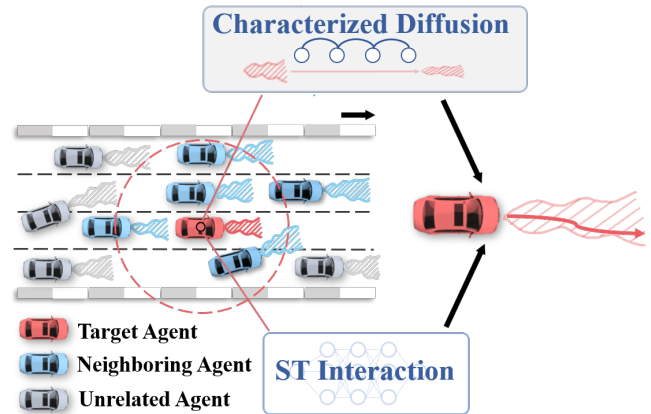 Characterized Diffusion
Target Agent
Neighboring Agent
Unrelated Agent
ST Interaction